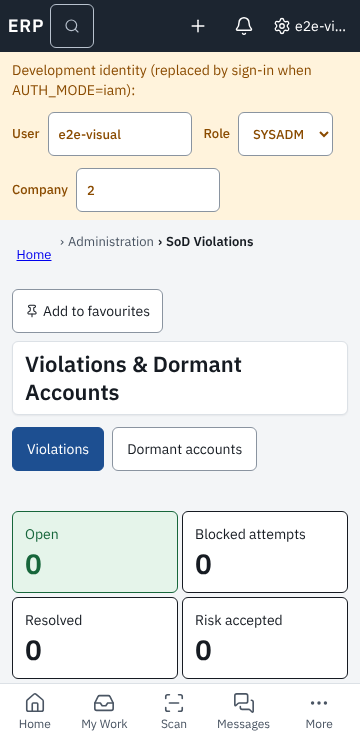 ERP
e2e-vi...
Development identity (replaced by sign-in when
AUTH_MODE=iam):
User e2e-visual Role SYSADM
Company 2
Home › Administration › SoD Violations
Add to favourites
Violations & Dormant
Accounts
Violations Dormant accounts
Open Blocked attempts
0 0
Resolved Risk accepted
0 0
Home My Work Scan Messages More